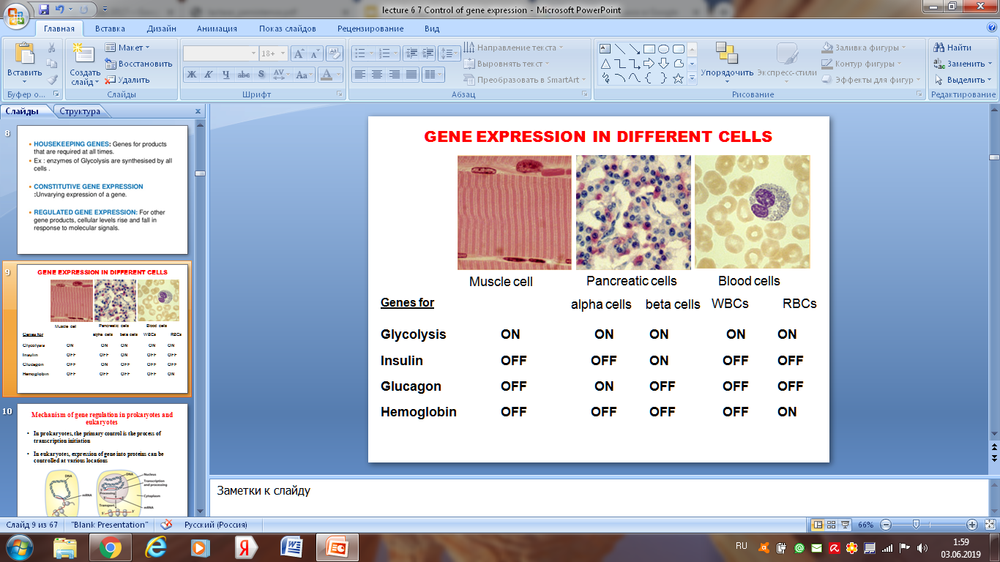 lecture 6 7 Control of gene expression - Microsoft PowerPoint
Главная Вставка Дизайн Анимация Показ слайдов Рецензирование Вид
Вставить
Создать слайд
Макет
Восстановить
Удалить
18
Ж К Ч abc S AV Aa A
Направление текста
Выровнять текст
Преобразовать в SmartArt
Упорядочить
Экспресс-стили
Заливка фигуры
Контур фигуры
Эффекты для фигур
Найти
Заменить
Выделить
Буфер о... Слайды Шрифт Абзац Рисование Редактирование
Слайды Структура
8
HOUSEKEEPING GENES: Genes for products
that are required at all times.
Ex : enzymes of Glycolysis are synthesised by all
cells .
CONSTITUTIVE GENE EXPRESSION
:Unvarying expression of a gene.
REGULATED GENE EXPRESSION: For other
gene products, cellular levels rise and fall in
response to molecular signals.
9
GENE EXPRESSION IN DIFFERENT CELLS
Muscle cell Pancreatic cells Blood cells
Genes for alpha cells beta cells WBCs RBCs
Glycolysis ON ON ON ON ON
Insulin OFF OFF ON OFF OFF
Glucagon OFF ON OFF OFF OFF
Hemoglobin OFF OFF OFF OFF ON
10
Mechanism of gene regulation in prokaryotes and
eukaryotes
• In prokaryotes, the primary control is the process of
transcription initiation
• In eukaryotes, expression of gene into proteins can be
controlled at various locations
DNA
mRNA
DNA
Nucleus
Transcription
and processing
Processing
Cytoplasm
mRNA
Transport
GENE EXPRESSION IN DIFFERENT CELLS
Muscle cell Pancreatic cells Blood cells
Genes for alpha cells beta cells WBCs RBCs
Glycolysis ON ON ON ON ON
Insulin OFF OFF ON OFF OFF
Glucagon OFF ON OFF OFF OFF
Hemoglobin OFF OFF OFF OFF ON
Заметки к слайду
Слайд 9 из 67 "Blank Presentation" Русский (Россия) 66%
RU
1:59
03.06.2019